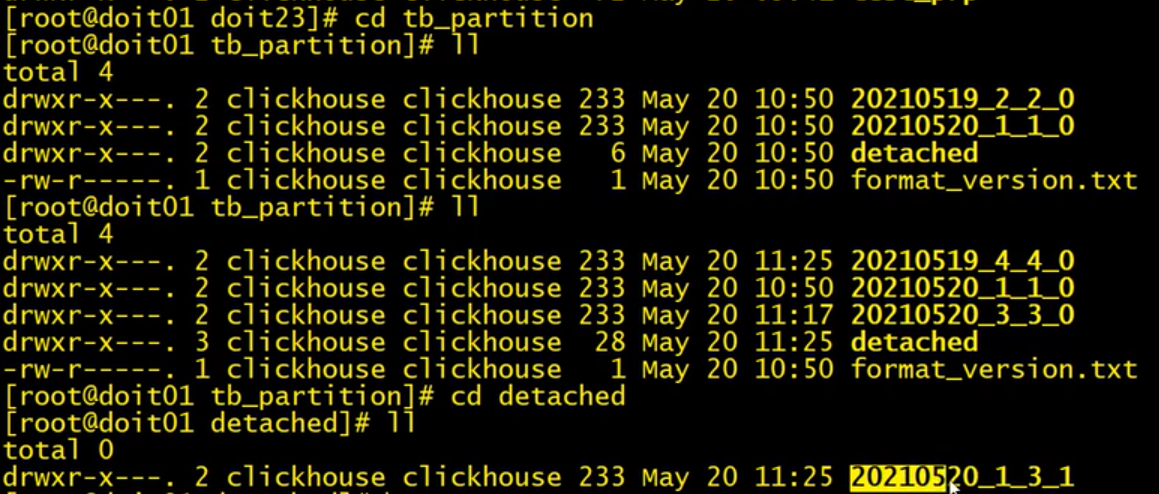 [root@doit01 doit23]# cd tb_partition
[root@doit01 tb_partition]# ll
total 4
drwxr-x---. 2 clickhouse clickhouse 233 May 20 10:50 20210519_2_2_0
drwxr-x---. 2 clickhouse clickhouse 233 May 20 10:50 20210520_1_1_0
drwxr-x---. 2 clickhouse clickhouse   6 May 20 10:50 detached
-rw-r-----. 1 clickhouse clickhouse   1 May 20 10:50 format_version.txt
[root@doit01 tb_partition]# ll
total 4
drwxr-x---. 2 clickhouse clickhouse 233 May 20 11:25 20210519_4_4_0
drwxr-x---. 2 clickhouse clickhouse 233 May 20 10:50 20210520_1_1_0
drwxr-x---. 2 clickhouse clickhouse 233 May 20 11:17 20210520_3_3_0
drwxr-x---. 3 clickhouse clickhouse  28 May 20 11:25 detached
-rw-r-----. 1 clickhouse clickhouse   1 May 20 10:50 format_version.txt
[root@doit01 tb_partition]# cd detached
[root@doit01 detached]# ll
total 0
drwxr-x---. 2 clickhouse clickhouse 233 May 20 11:25 20210520_1_3_1